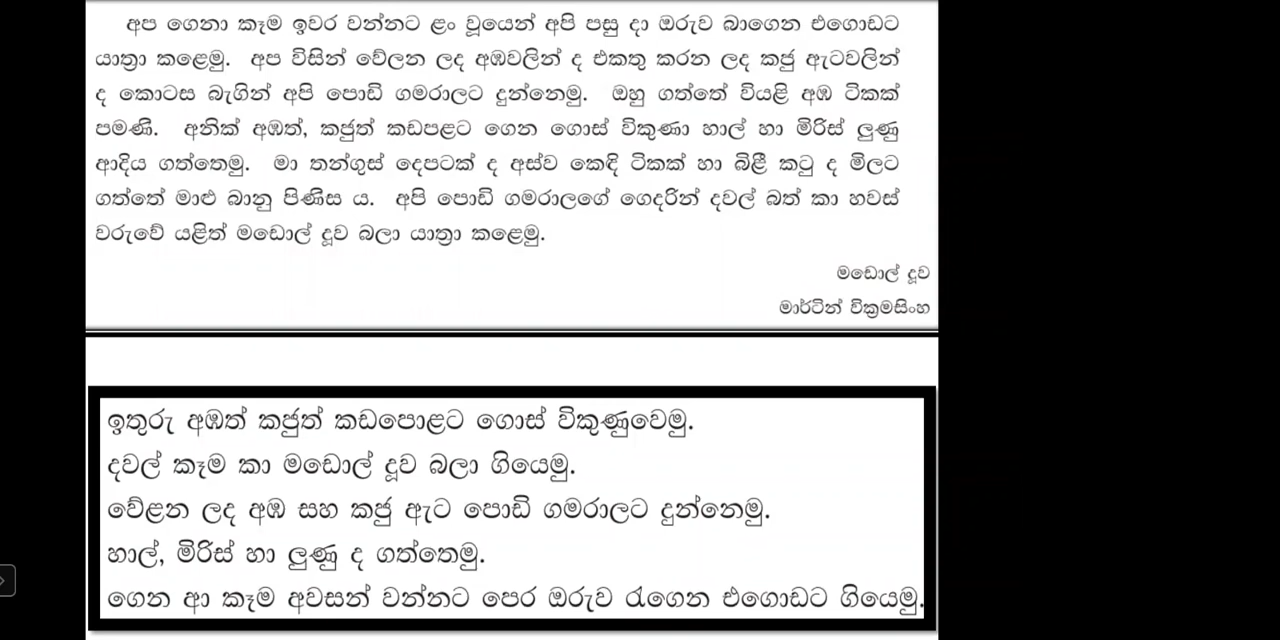 අප ගෙනා කෑම ඉවර වන්නට ළං වූයෙන් අපි පසු දා ඔරුව බාගෙන එගොඩට
යාත්‍රා කළෙමු. අප විසින් වේලන ලද අඹවලින් ද එකතු කරන ලද කජු ඇටවලින්
ද කොටස බැගින් අපි පොඩි ගමරාලට දුන්නෙමු. ඔහු ගත්තේ වියළි අඹ ටිකක්
පමණි. අනික් අඹත්, කජුත් කඩපළට ගෙන ගොස් විකුණා හාල් හා මිරිස් ලුණු
ආදිය ගත්තෙමු. මා තන්ගුස් දෙපටක් ද අස්ව කෙඳි ටිකක් හා බිළී කටු ද මිලට
ගත්තේ මාළු බානු පිණිස ය. අපි පොඩි ගමරාලගේ ගෙදරින් දවල් බත් කා හවස්
වරුවේ යළිත් මඩොල් දූව බලා යාත්‍රා කළෙමු.
මඩොල් දූව
මාර්ටින් වික්‍රමසිංහ
ඉතුරු අඹත් කජුත් කඩපොළට ගොස් විකුණුවෙමු.
දවල් කෑම කා මඩොල් දූව බලා ගියෙමු.
වේළන ලද අඹ සහ කජු ඇට පොඩි ගමරාලට දුන්නෙමු.
හාල්, මිරිස් හා ලුණු ද ගත්තෙමු.
ගෙන ආ කෑම අවසන් වන්නට පෙර ඔරුව රැගෙන එගොඩට ගියෙමු.